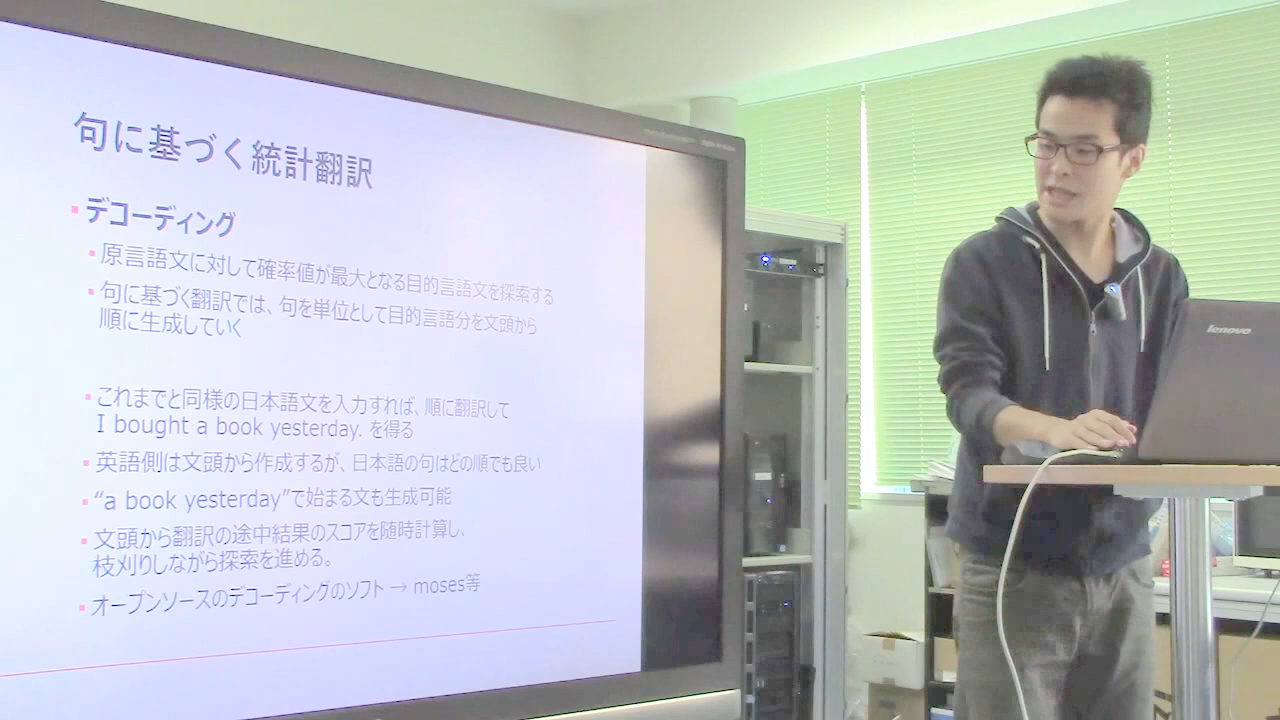 句に基づく統計翻訳
デコーディング
原言語文に対して確率値が最大となる目的言語文を探索する
句に基づく翻訳では、句を単位として目的言語分を文頭から
順に生成していく
これまでと同様の日本語文を入力すれば、順に翻訳して
I bought a book yesterday. を得る
英語側は文頭から作成するが、日本語の句はどの順でも良い
“a book yesterday”で始まる文も生成可能
文頭から翻訳の途中結果のスコアを随時計算し、
枝刈りしながら探索を進める。
オープンソースのデコーディングのソフト → moses等
lenovo